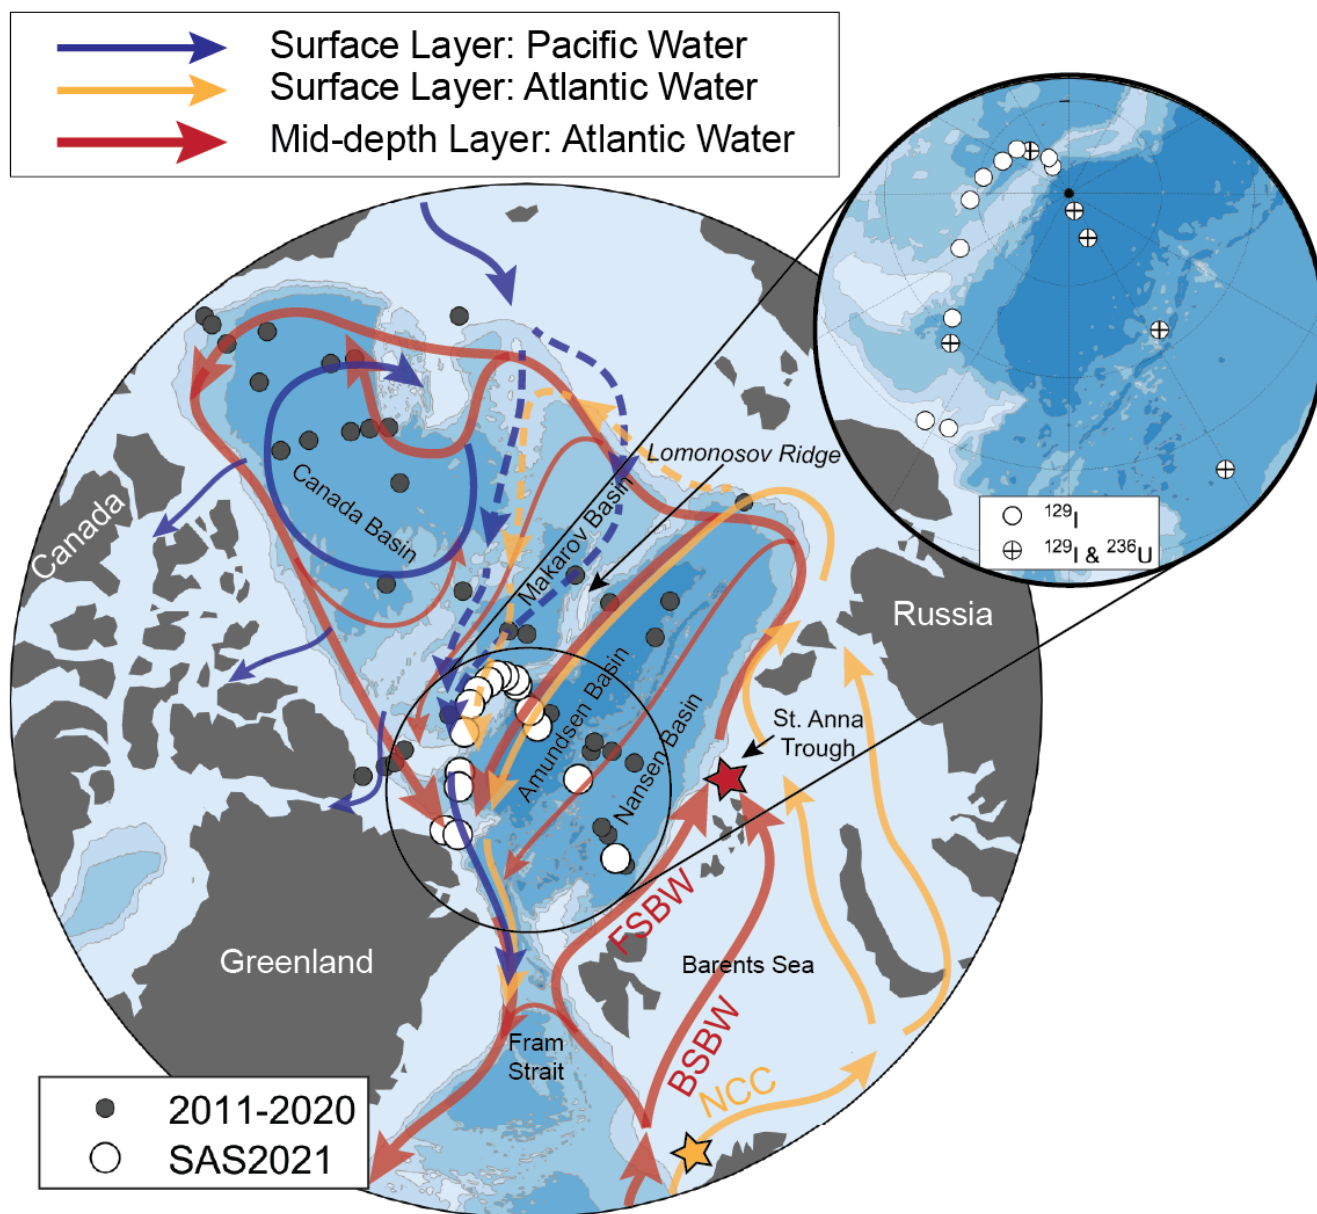 Surface Layer: Pacific Water
Surface Layer: Atlantic Water
Mid-depth Layer: Atlantic Water
¹²⁹I
¹²⁹I & ²³⁶U
Lomonosov Ridge
Canada
Canada Basin
Makarov Basin
Russia
Amundsen Basin
Nansen Basin
St. Anna
Trough
FSBW
Barents Sea
Greenland
BSBW
Fram
Strait
NCC
2011-2020
SAS2021